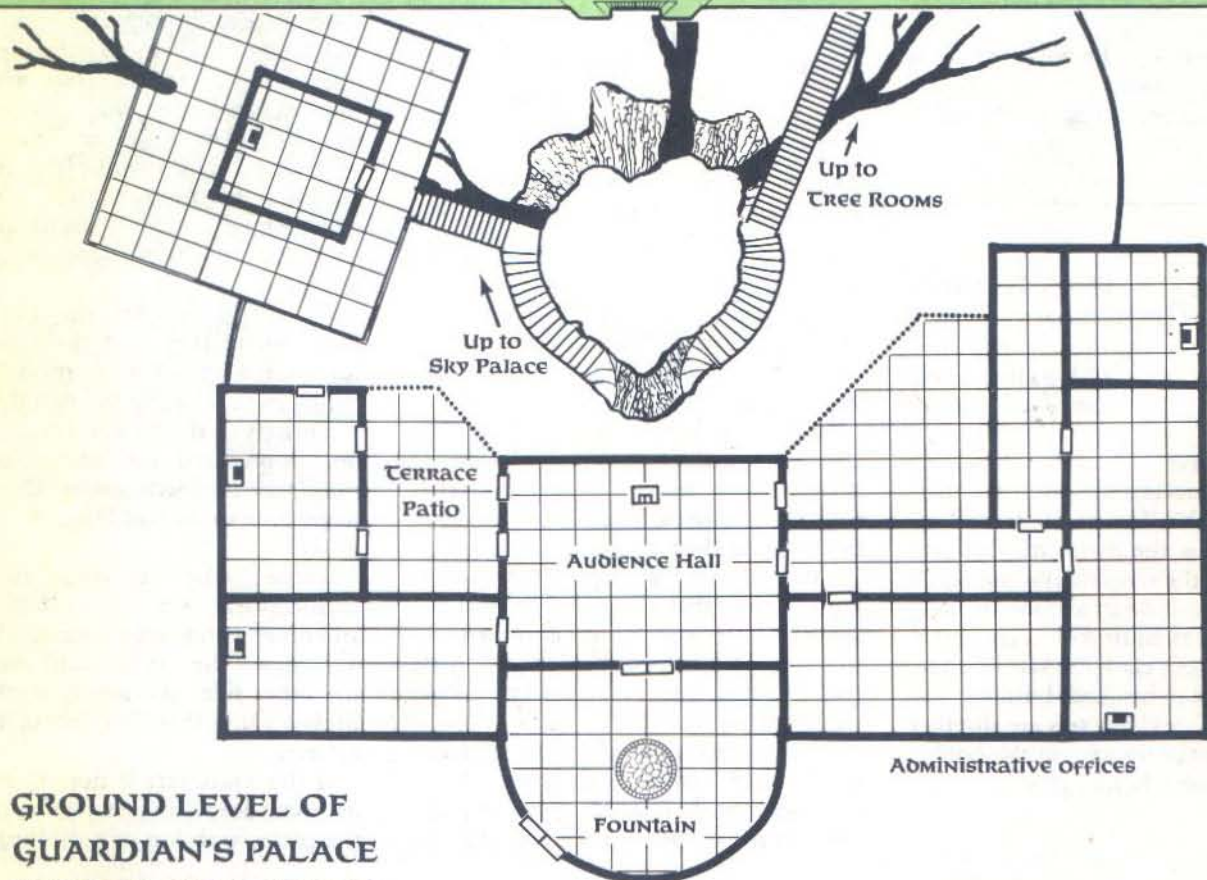 Up to
Tree Rooms
Up to
Sky Palace
Terrace
Patio
Audience Hall
Administrative Offices
Fountain
GROUND LEVEL OF
GUARDIAN'S PALACE